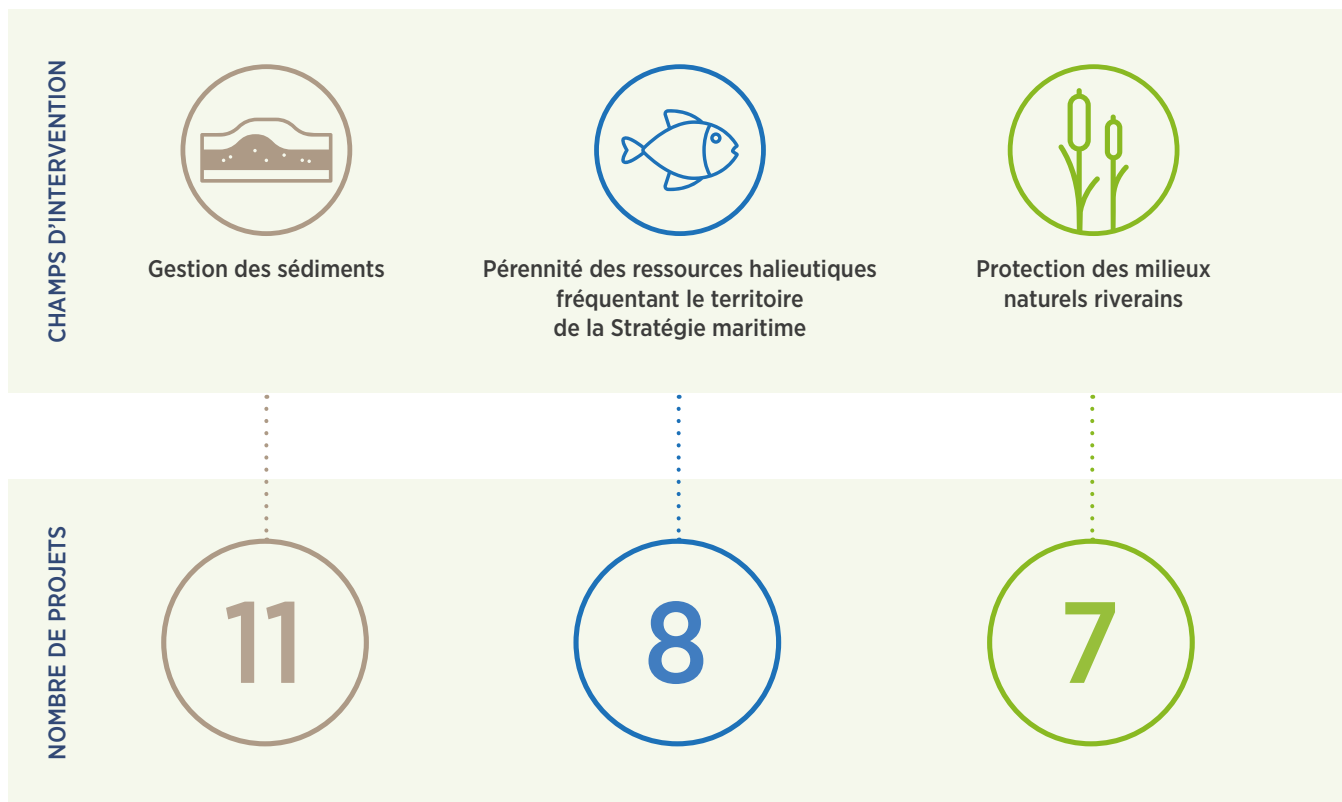 CHAMPS D'INTERVENTION
Gestion des sédiments
Pérennité des ressources halieutiques
fréquentant le territoire
de la Stratégie maritime
Protection des milieux
naturels riverains
NOMBRE DE PROJETS
11
8
7